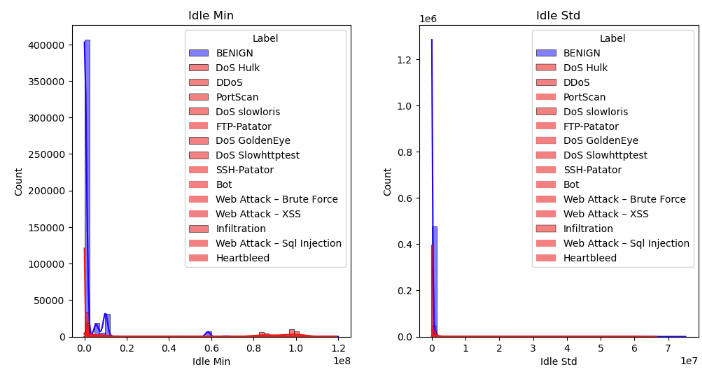 Idle Min
Count
400000
350000
300000
250000
200000
150000
100000
50000
0
0.0 0.2 0.4 0.6 0.8 1.0 1.2
1e8
Idle Min
Label
BENIGN
DoS Hulk
DDoS
PortScan
DoS slowloris
FTP-Patator
DoS GoldenEye
DoS Slowhttptest
SSH-Patator
Bot
Web Attack – Brute Force
Web Attack – XSS
Infiltration
Web Attack – Sql Injection
Heartbleed
Idle Std
1e6
Count
1.2
1.0
0.8
0.6
0.4
0.2
0.0
0 1 2 3 4 5 6 7
1e7
Idle Std
Label
BENIGN
DoS Hulk
DDoS
PortScan
DoS slowloris
FTP-Patator
DoS GoldenEye
DoS Slowhttptest
SSH-Patator
Bot
Web Attack – Brute Force
Web Attack – XSS
Infiltration
Web Attack – Sql Injection
Heartbleed